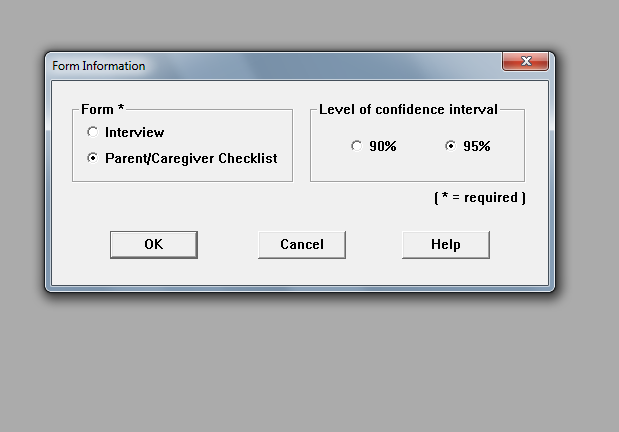 Form Information
Form *
Interview
Parent/Caregiver Checklist
Level of confidence interval
90% 95%
( * = required )
OK Cancel Help